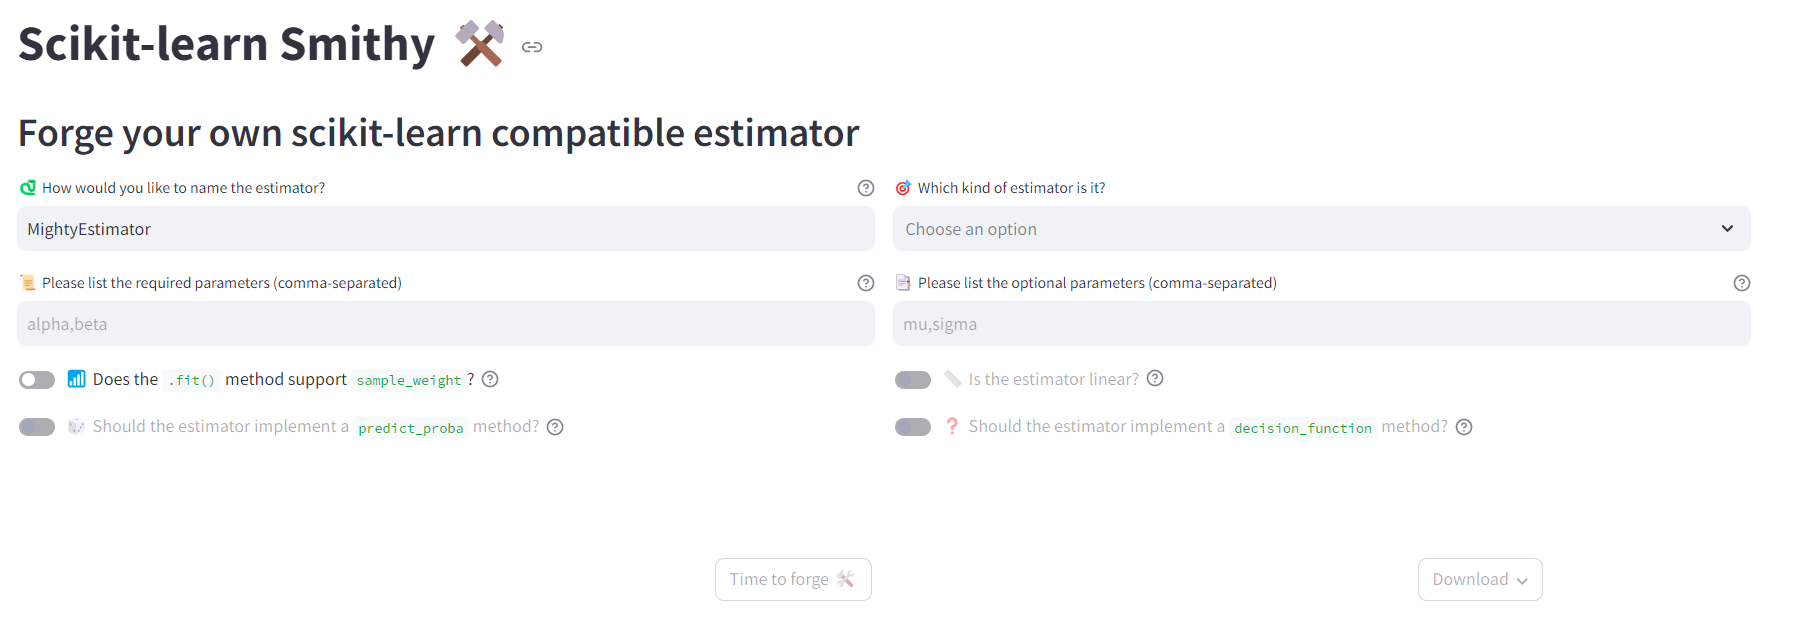 Scikit-learn Smithy
Forge your own scikit-learn compatible estimator
How would you like to name the estimator?
Which kind of estimator is it?
MightyEstimator
Choose an option
Please list the required parameters (comma-separated)
Please list the optional parameters (comma-separated)
alpha,beta
mu,sigma
Does the .fit() method support sample_weight ?
Is the estimator linear?
Should the estimator implement a predict_proba method?
Should the estimator implement a decision_function method?
Time to forge
Download